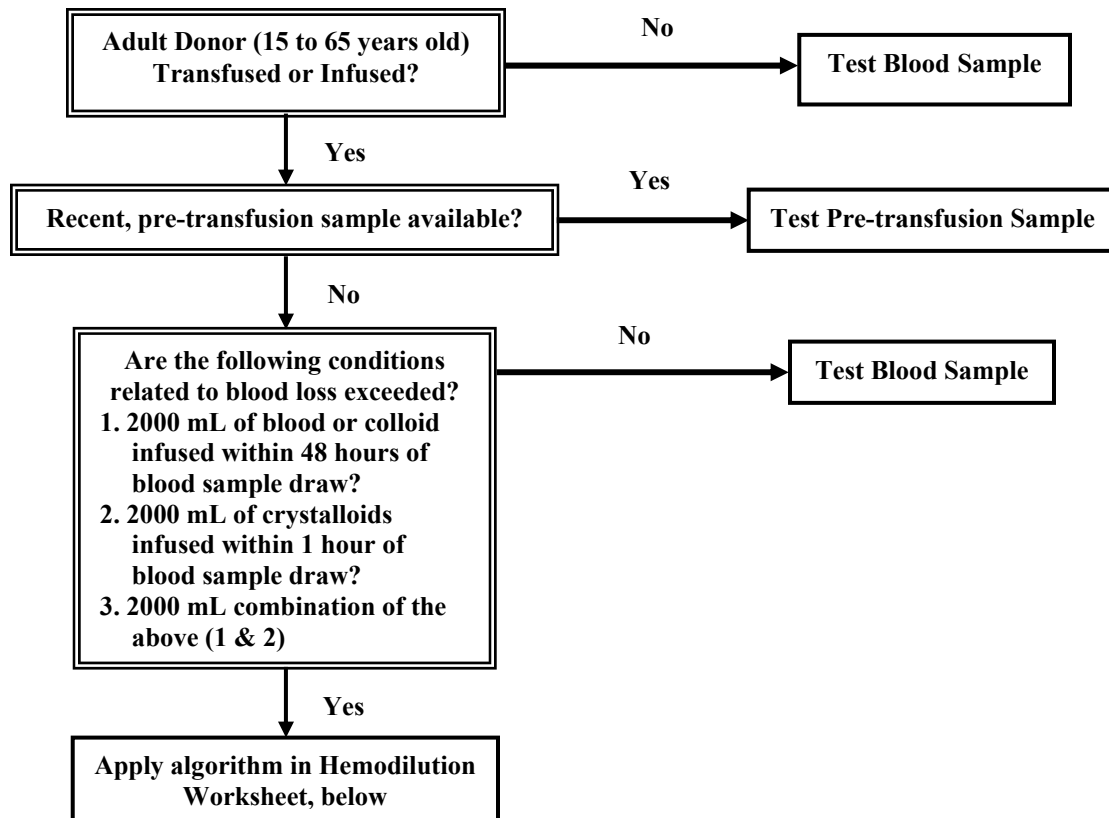 Adult Donor (15 to 65 years old)
Transfused or Infused?
No
Test Blood Sample
Yes
Recent, pre-transfusion sample available?
Yes
Test Pre-transfusion Sample
No
Are the following conditions
related to blood loss exceeded?
1. 2000 mL of blood or colloid
infused within 48 hours of
blood sample draw?
2. 2000 mL of crystalloids
infused within 1 hour of
blood sample draw?
3. 2000 mL combination of the
above (1 & 2)
No
Test Blood Sample
Yes
Apply algorithm in Hemodilution
Worksheet, below